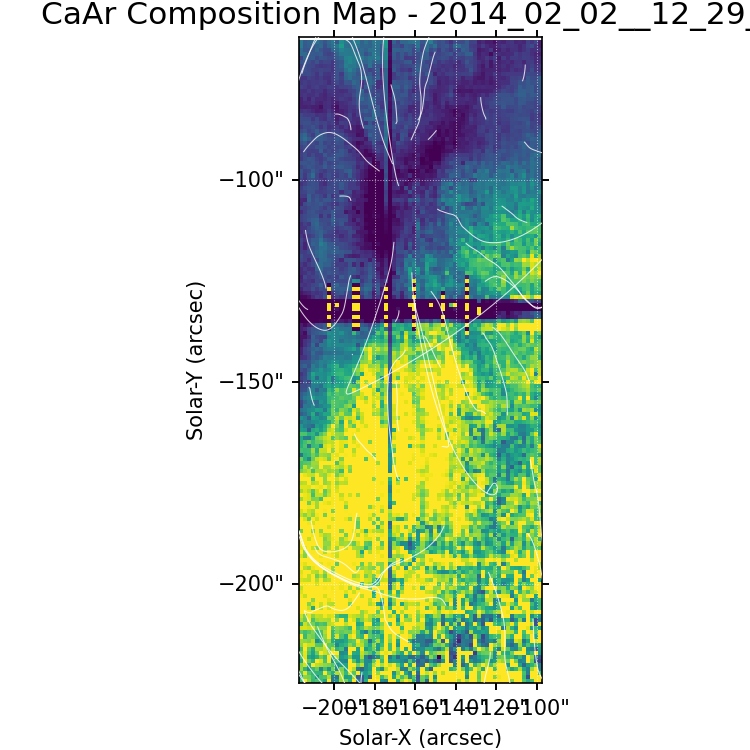 CaAr Composition Map - 2014_02_02__12_29_
−100"
−150"
−200"
Solar-Y (arcsec)
−200" −180" −160" −140" −120" −100"
Solar-X (arcsec)